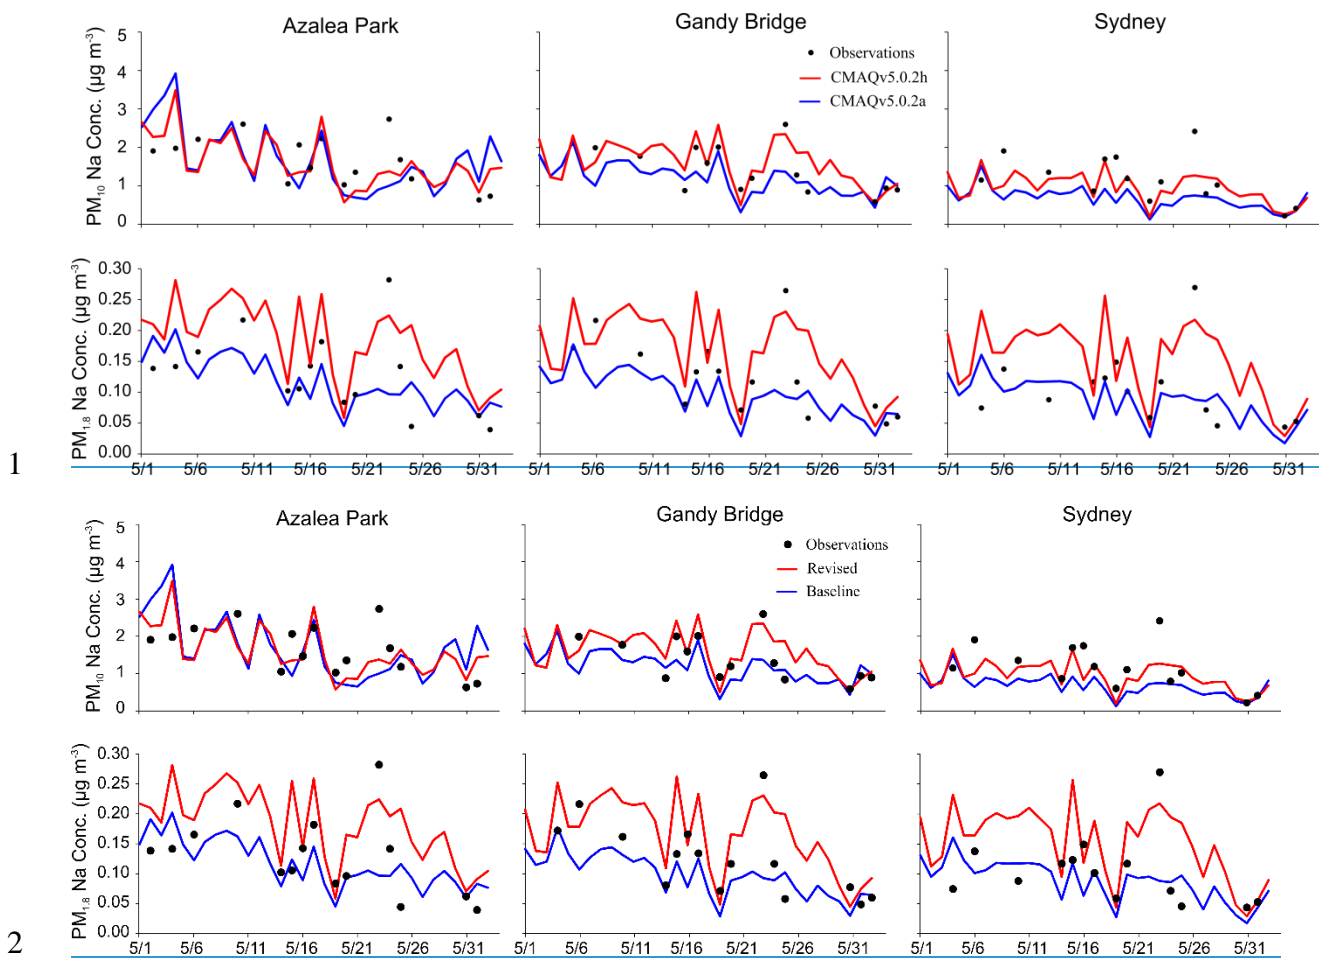 Azalea Park Gandy Bridge Sydney
PM10 Na Conc. (µg m-3)
5
4
3
2
1
0
Observations
CMAQv5.0.2h
CMAQv5.0.2a
PM1.8 Na Conc. (µg m-3)
0.30
0.25
0.20
0.15
0.10
0.05
0.00
5/1 5/6 5/11 5/16 5/21 5/26 5/31 5/1 5/6 5/11 5/16 5/21 5/26 5/31 5/1 5/6 5/11 5/16 5/21 5/26 5/31
1
Azalea Park Gandy Bridge Sydney
PM10 Na Conc. (µg m-3)
5
4
3
2
1
0
Observations
Revised
Baseline
PM1.8 Na Conc. (µg m-3)
0.30
0.25
0.20
0.15
0.10
0.05
0.00
5/1 5/6 5/11 5/16 5/21 5/26 5/31 5/1 5/6 5/11 5/16 5/21 5/26 5/31 5/1 5/6 5/11 5/16 5/21 5/26 5/31
2